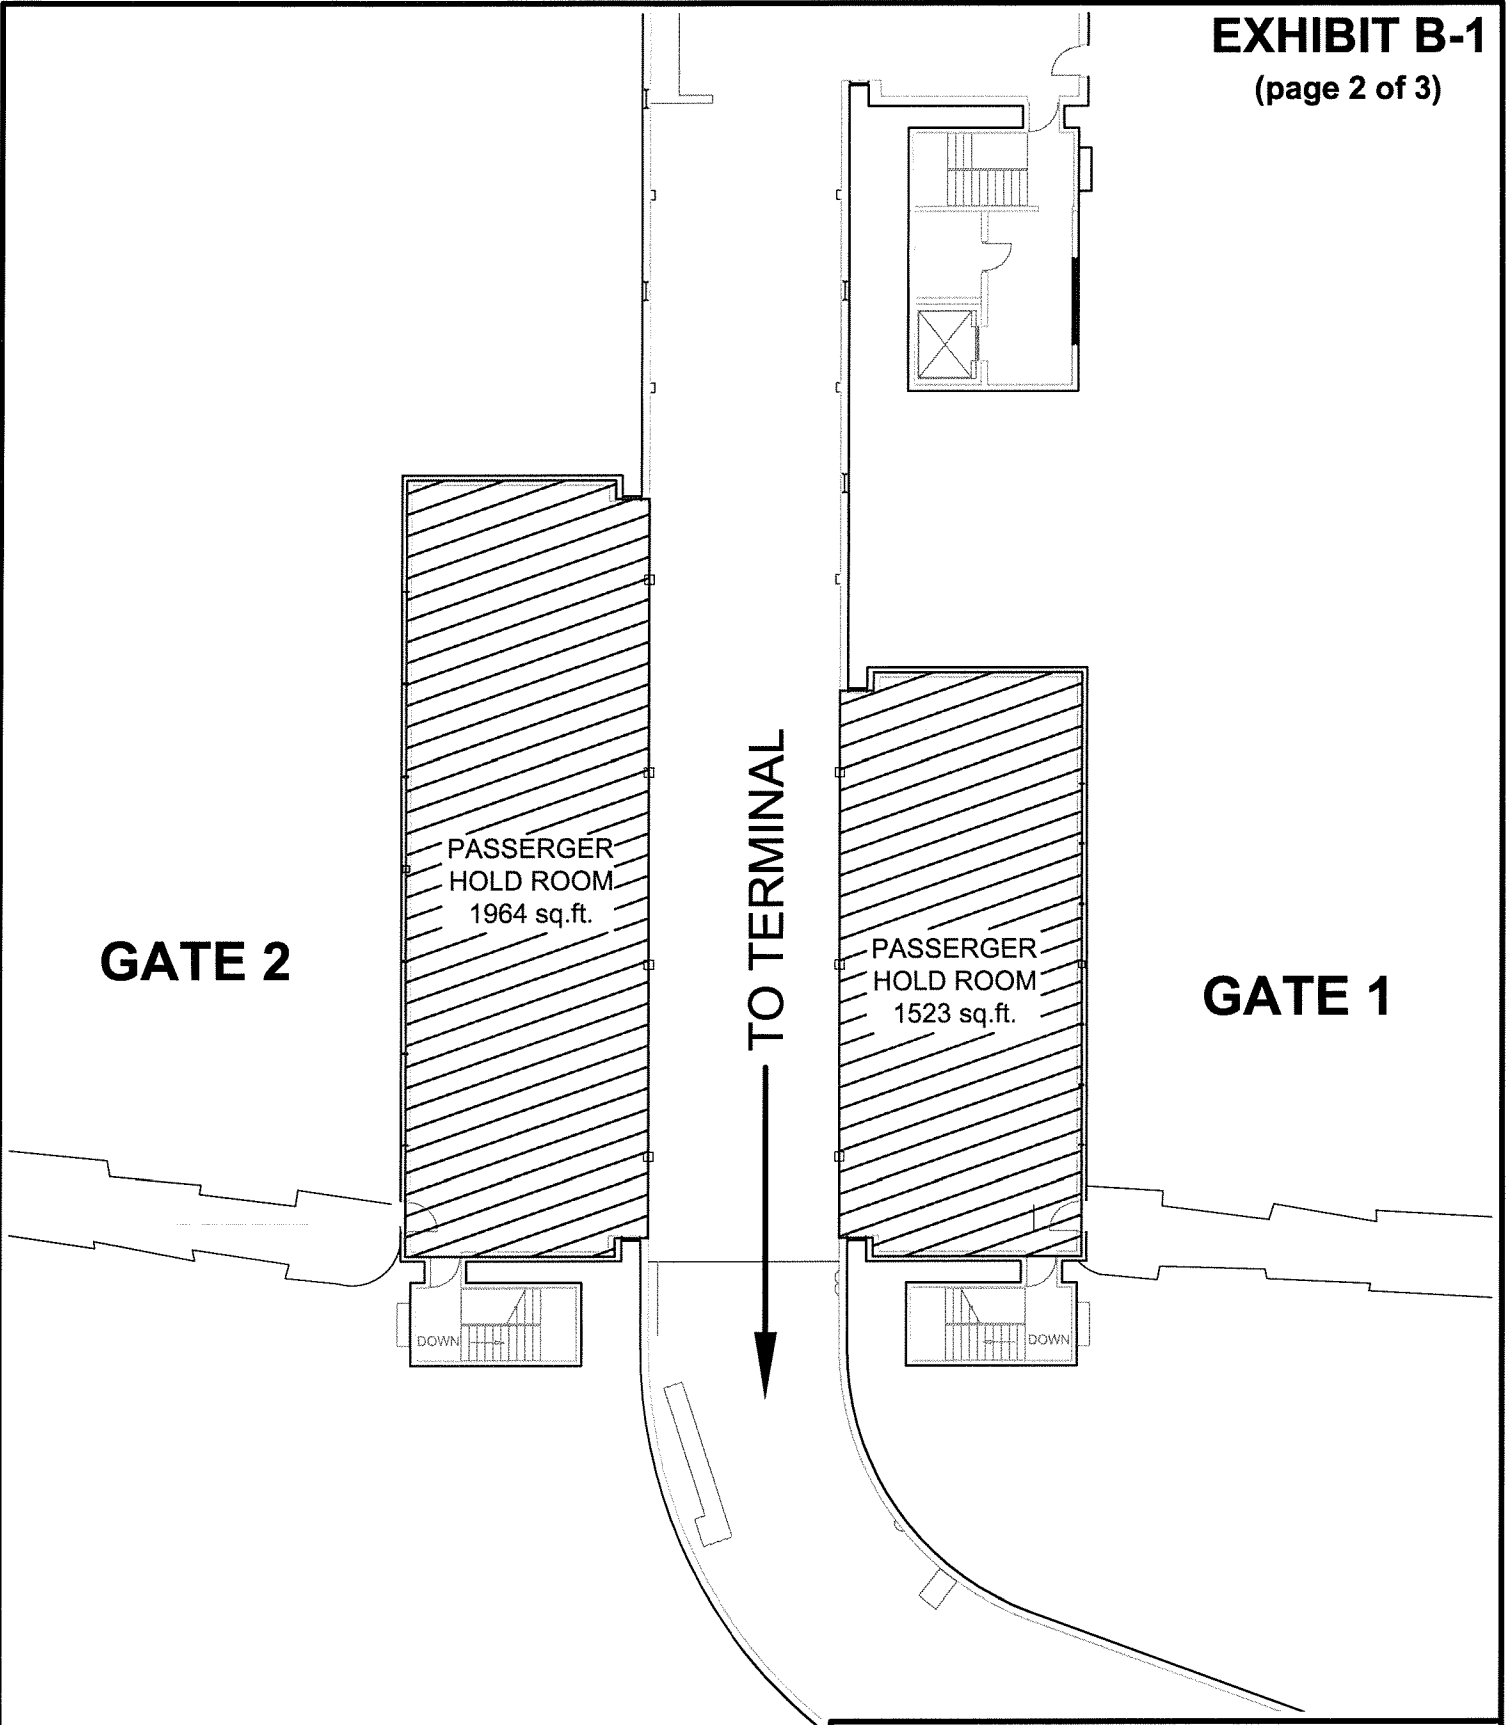 EXHIBIT B-1
(page 2 of 3)
TO TERMINAL
PASSERGER
HOLD ROOM
1964 sq.ft.
GATE 2
PASSERGER
HOLD ROOM
1523 sq.ft.
GATE 1
DOWN
DOWN